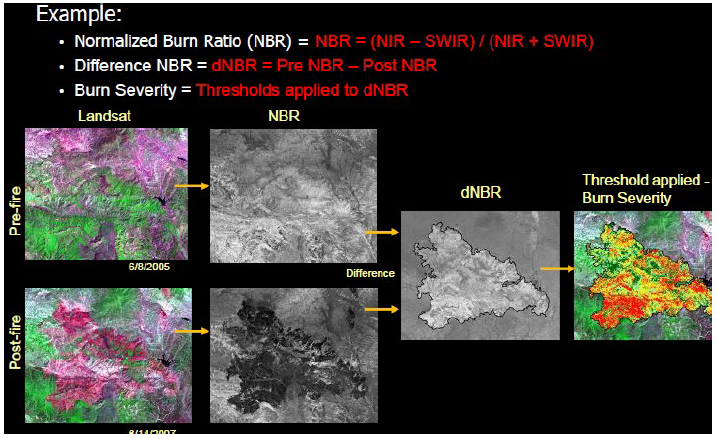 Example:
• Normalized Burn Ratio (NBR) = NBR = (NIR – SWIR) / (NIR + SWIR)
• Difference NBR = dNBR = Pre NBR – Post NBR
• Burn Severity = Thresholds applied to dNBR
Landsat
NBR
dNBR
Threshold applied -
Burn Severity
Pre-fire
6/8/2005
Difference
Post-fire